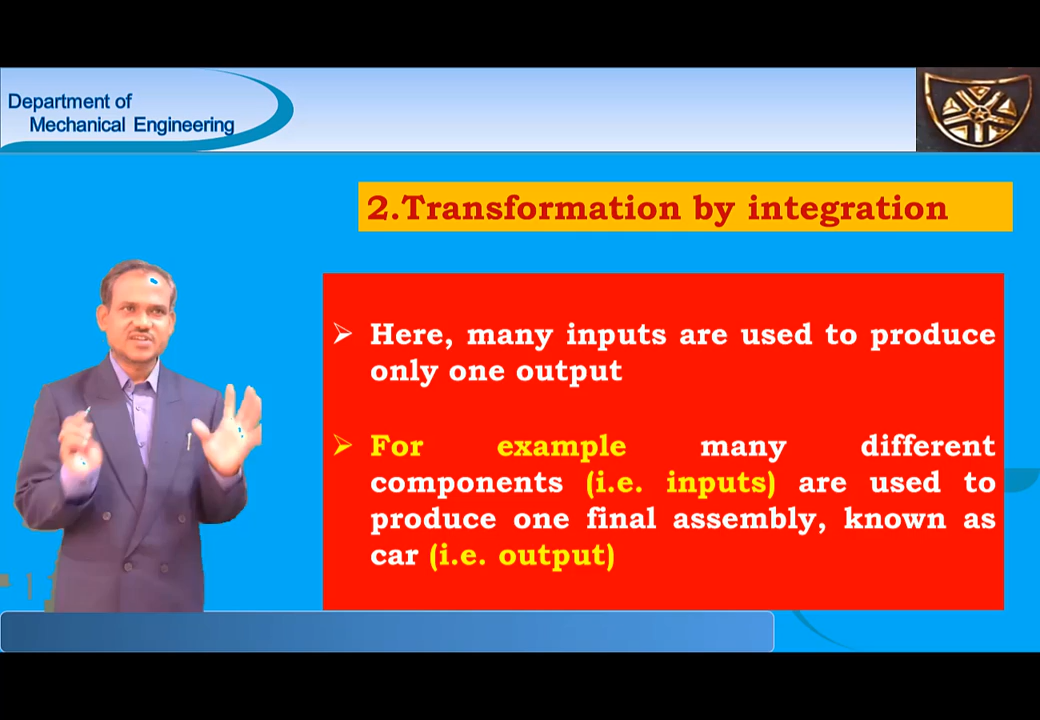 Department of
Mechanical Engineering
2.Transformation by integration
Here, many inputs are used to produce
only one output
For example many different
components (i.e. inputs) are used to
produce one final assembly, known as
car (i.e. output)